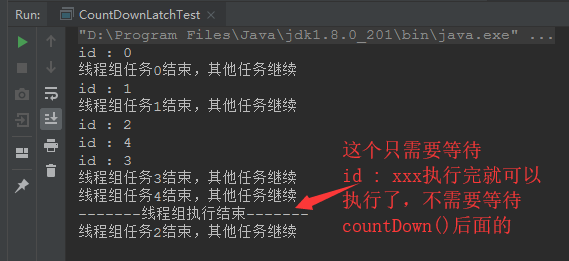 Run: CountDownLatchTest ×
"D:\Program Files\Java\jdk1.8.0_201\bin\java.exe" ...
id : 0
线程组任务0结束，其他任务继续
id : 1
线程组任务1结束，其他任务继续
id : 2
id : 4
id : 3
线程组任务3结束，其他任务继续
线程组任务4结束，其他任务继续
-------线程组执行结束-------
线程组任务2结束，其他任务继续
这个只需要等待
id : xxx执行完就可以
执行了，不需要等待
countDown()后面的